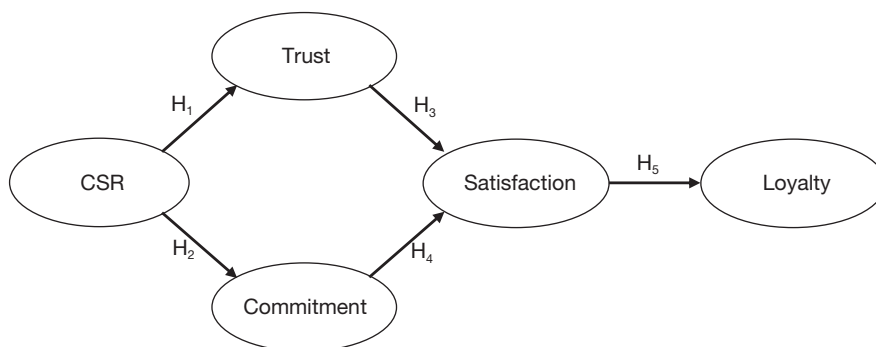 Trust
H₁
H₃
CSR
Satisfaction
H₅
Loyalty
H₂
H₄
Commitment